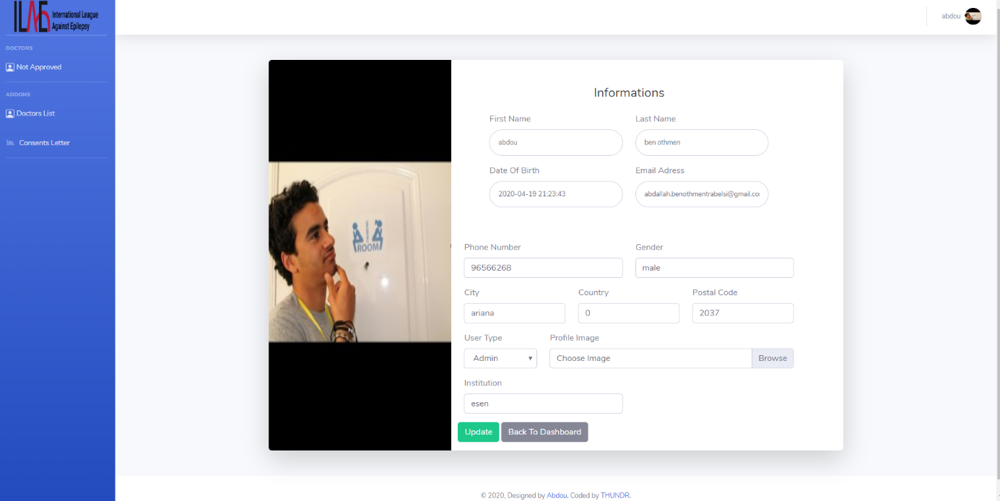 ILAE International League
Against Epilepsy
abdou
DOCTORS
Not Approved
ADDONS
Doctors List
Consents Letter
Informations
First Name
Last Name
abdou
ben othmen
Date Of Birth
Email Adress
2020-04-19 21:23:43
abdallah.benothmentrabelsi@gmail.co
ROOM
Phone Number
Gender
96566268
male
City
Country
Postal Code
ariana
0
2037
User Type
Profile Image
Admin
Choose Image
Browse
Institution
esen
Update
Back To Dashboard
© 2020, Designed by Abdou. Coded by THUNDR.